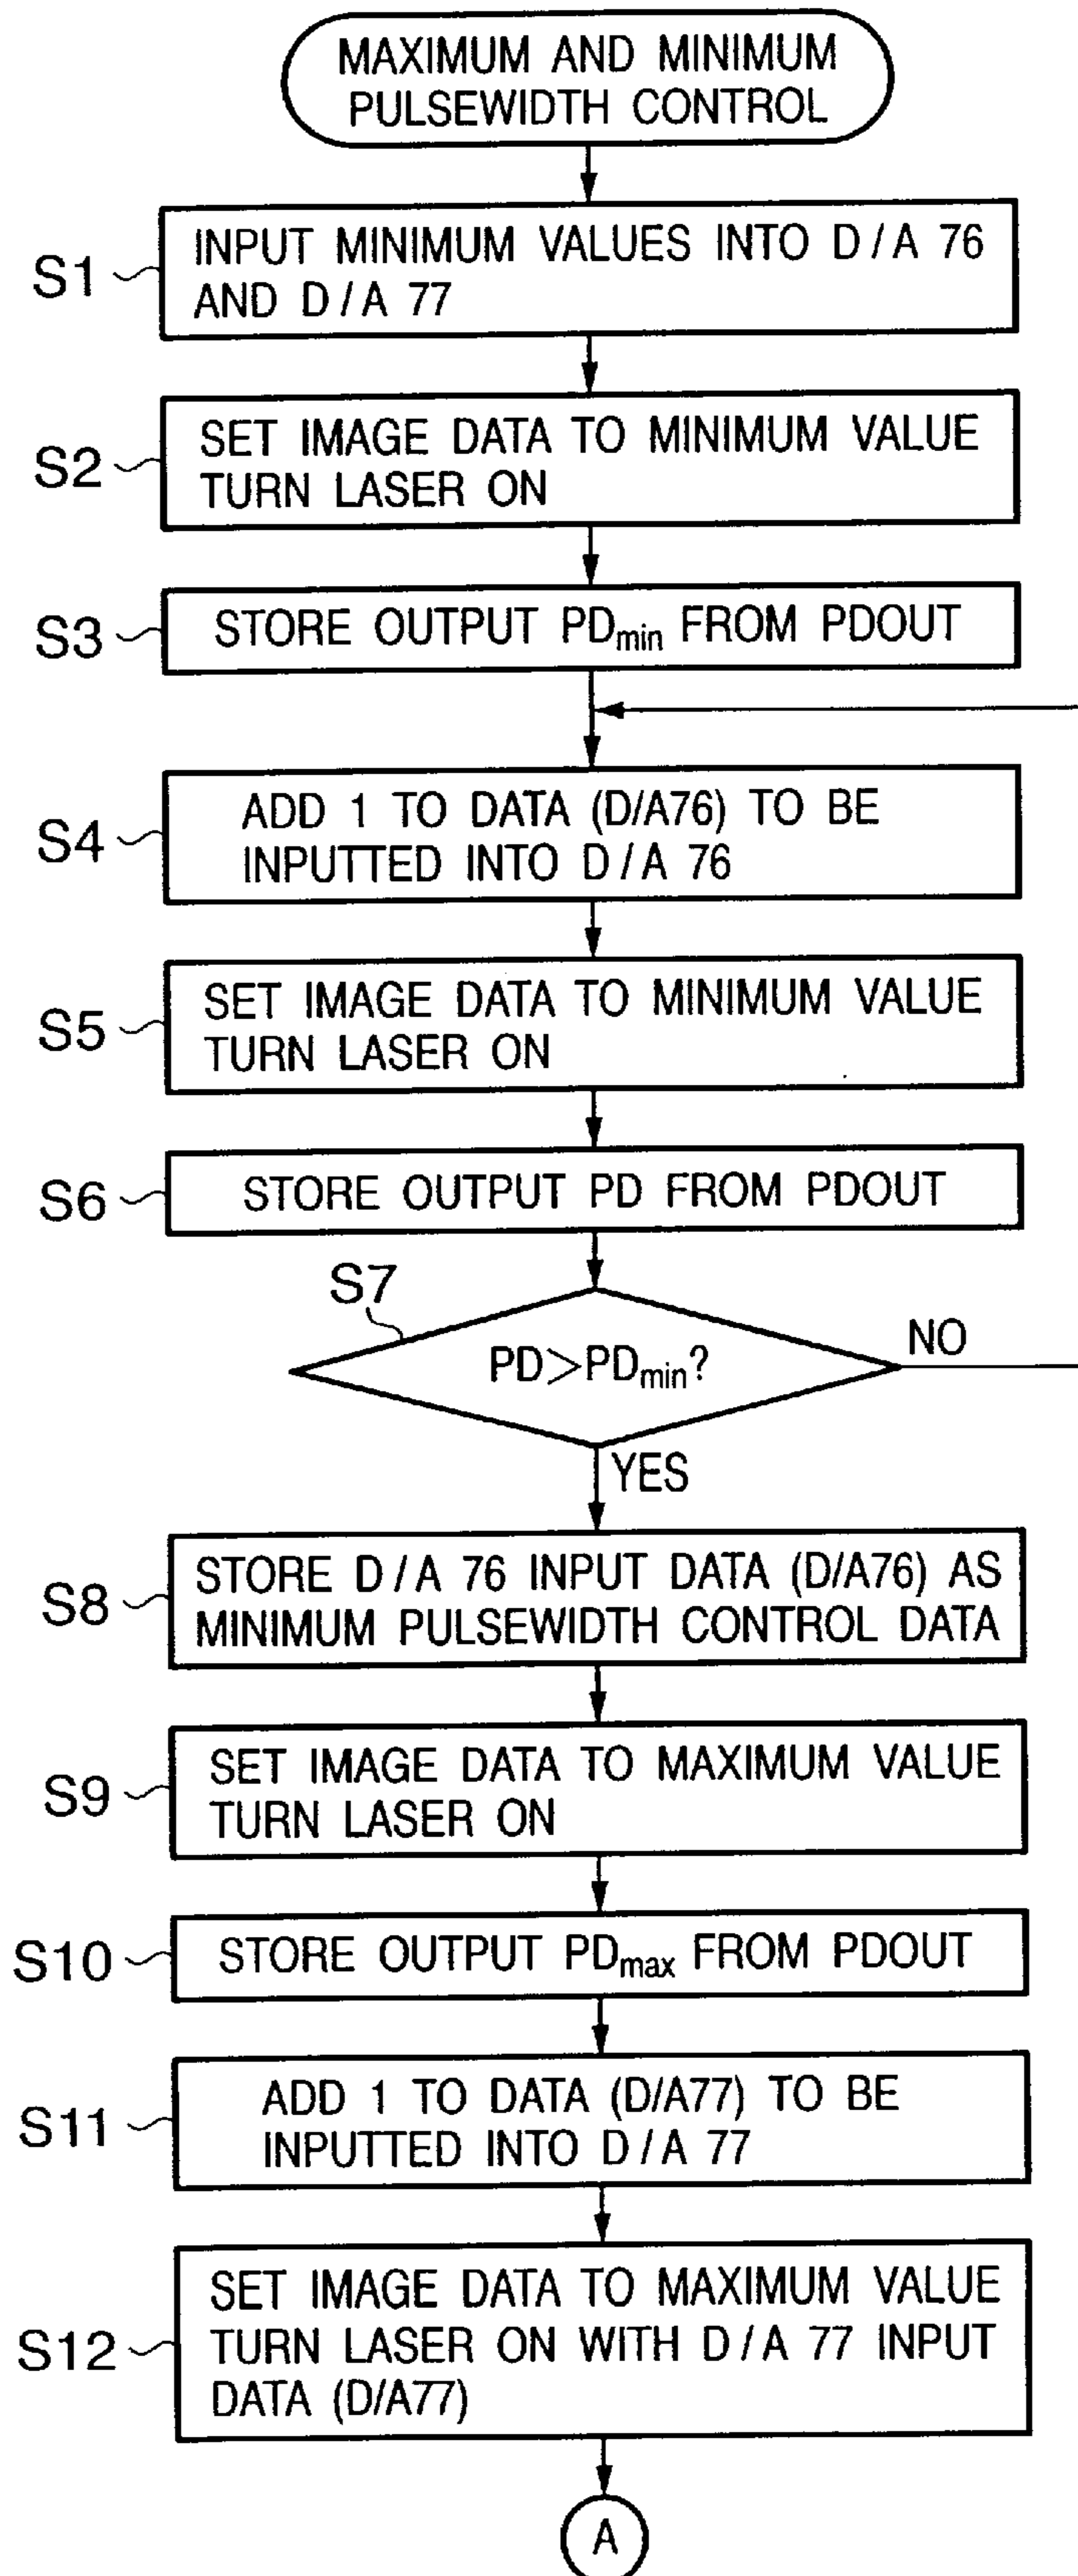 MAXIMUM AND MINIMUM
PULSEWIDTH CONTROL
S1
INPUT MINIMUM VALUES INTO D/A 76
AND D/A 77
S2
SET IMAGE DATA TO MINIMUM VALUE
TURN LASER ON
S3
STORE OUTPUT PDmin FROM PDOUT
S4
ADD 1 TO DATA (D/A76) TO BE
INPUTTED INTO D/A 76
S5
SET IMAGE DATA TO MINIMUM VALUE
TURN LASER ON
S6
STORE OUTPUT PD FROM PDOUT
S7
PD>PDmin?
NO
YES
S8
STORE D/A 76 INPUT DATA (D/A76) AS
MINIMUM PULSEWIDTH CONTROL DATA
S9
SET IMAGE DATA TO MAXIMUM VALUE
TURN LASER ON
S10
STORE OUTPUT PDmax FROM PDOUT
S11
ADD 1 TO DATA (D/A77) TO BE
INPUTTED INTO D/A 77
S12
SET IMAGE DATA TO MAXIMUM VALUE
TURN LASER ON WITH D/A 77 INPUT
DATA (D/A77)
A